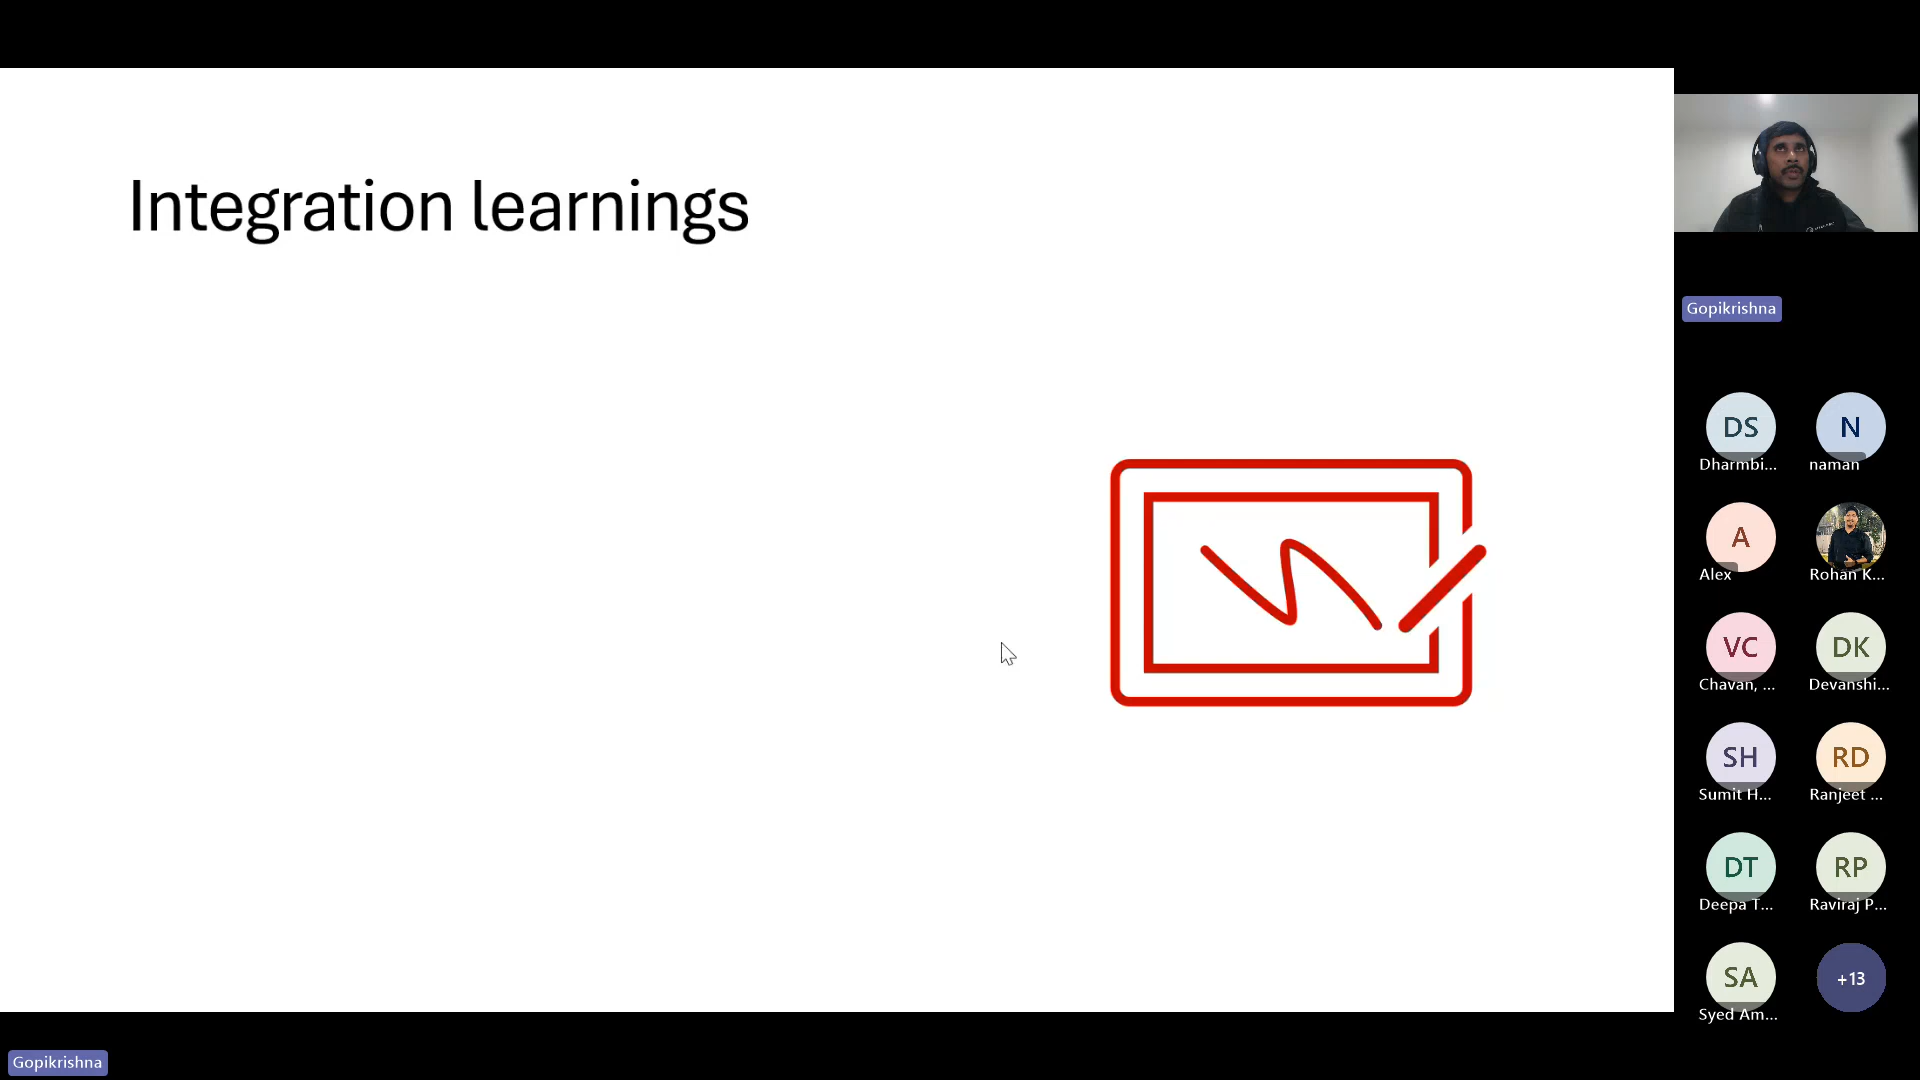 Integration learnings
Gopikrishna
DS
Dharmbi...
N
naman
A
Alex
Rohan K...
VC
Chavan, ...
DK
Devanshi...
SH
Sumit H...
RD
Ranjeet ...
DT
Deepa T...
RP
Raviraj P...
SA
Syed Am...
+13
Gopikrishna